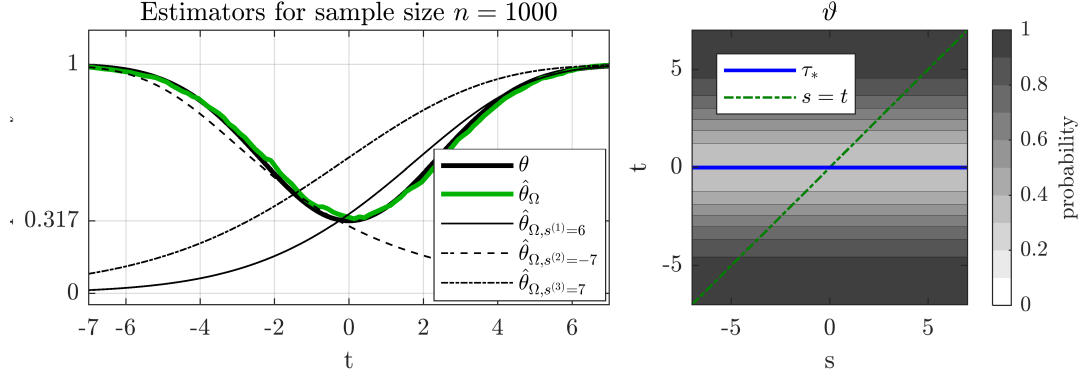 Estimators for sample size n = 1000
1
0.317
0
-7 -6 -4 -2 0 2 4 6
t
θ
θ̂_Ω
θ̂_{Ω,s^{(1)}=6}
θ̂_{Ω,s^{(2)}=-7}
θ̂_{Ω,s^{(3)}=7}
ϑ
τ_*
s = t
5
0
-5
t
-5 0 5
s
1
0.8
0.6
0.4
0.2
0
probability